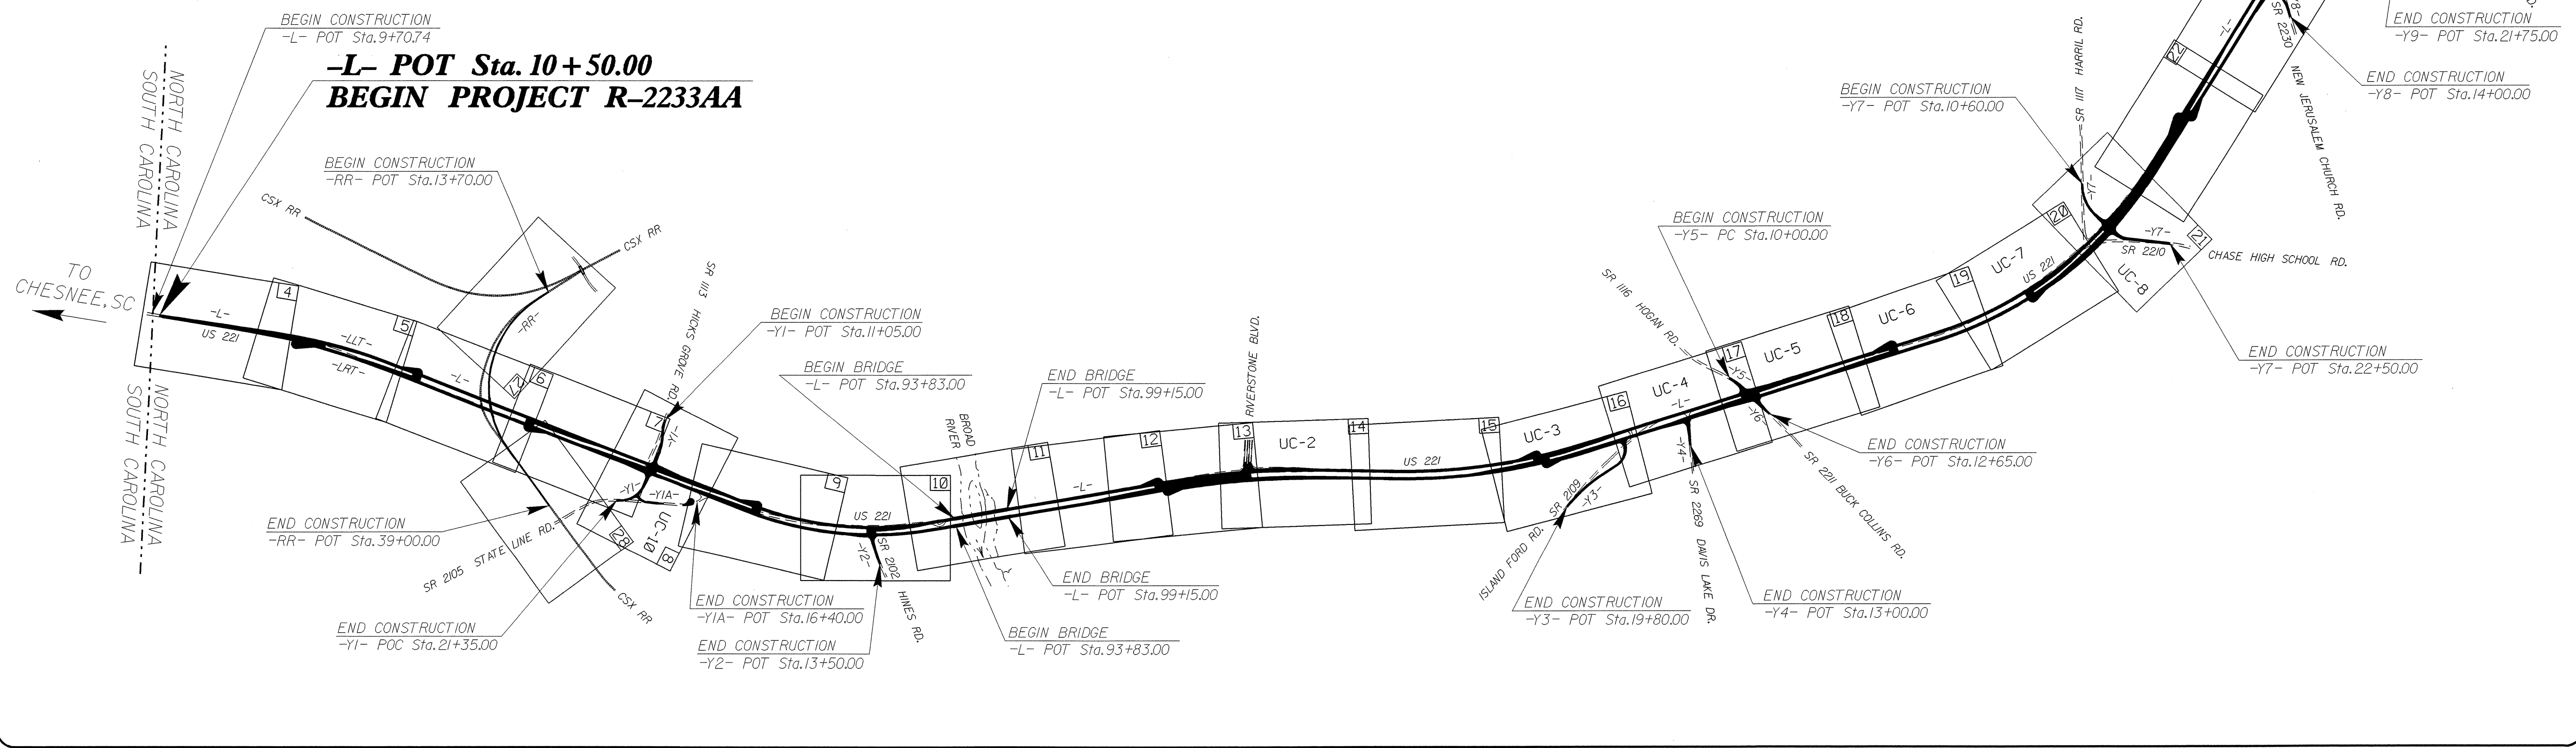 BEGIN CONSTRUCTION
-L- POT Sta.9+70.74
-L- POT Sta. 10+50.00
BEGIN PROJECT R-2233AA
NORTH CAROLINA
SOUTH CAROLINA
BEGIN CONSTRUCTION
-RR- POT Sta.13+70.00
CSX RR
CSX RR
TO
CHESNEE, SC
-L-
US 221
4
-LLT-
-LRT-
5
-L-
-RR-
27
6
SR 1113 HICKS GROVE RD.
7
-Y1-
BEGIN CONSTRUCTION
-Y1- POT Sta.11+05.00
BEGIN BRIDGE
-L- POT Sta.93+83.00
END BRIDGE
-L- POT Sta.99+15.00
NORTH CAROLINA
SOUTH CAROLINA
-Y1-
-Y1A-
END CONSTRUCTION
-RR- POT Sta.39+00.00
SR 2105 STATE LINE RD.
28
UC-10
8
CSX RR
END CONSTRUCTION
-Y1- POC Sta.21+35.00
END CONSTRUCTION
-Y1A- POT Sta.16+40.00
END CONSTRUCTION
-Y2- POT Sta.13+50.00
9
US 221
-Y2-
SR 2102 HINES RD.
10
BROAD
RIVER
11
-L-
12
END BRIDGE
-L- POT Sta.99+15.00
BEGIN BRIDGE
-L- POT Sta.93+83.00
RIVERSTONE BLVD.
13
UC-2
14
US 221
15
UC-3
16
ISLAND FORD RD. SR 2109
-Y3-
END CONSTRUCTION
-Y3- POT Sta.19+80.00
UC-4
-L-
-Y4-
SR 2269 DAVIS LAKE DR.
END CONSTRUCTION
-Y4- POT Sta.13+00.00
BEGIN CONSTRUCTION
-Y5- PC Sta.10+00.00
SR 1116 HOGAN RD.
17
-Y5-
UC-5
-Y6-
SR 2211 BUCK COLLINS RD.
END CONSTRUCTION
-Y6- POT Sta.12+65.00
18
UC-6
19
UC-7
US 221
20
BEGIN CONSTRUCTION
-Y7- POT Sta.10+60.00
SR 1117 HARRIL RD.
-Y7-
-Y7-
SR 2210
21
CHASE HIGH SCHOOL RD.
UC-8
END CONSTRUCTION
-Y7- POT Sta.22+50.00
22
-L-
-Y8-
SR 2230
NEW JERUSALEM CHURCH RD.
END CONSTRUCTION
-Y9- POT Sta.21+75.00
END CONSTRUCTION
-Y8- POT Sta.14+00.00